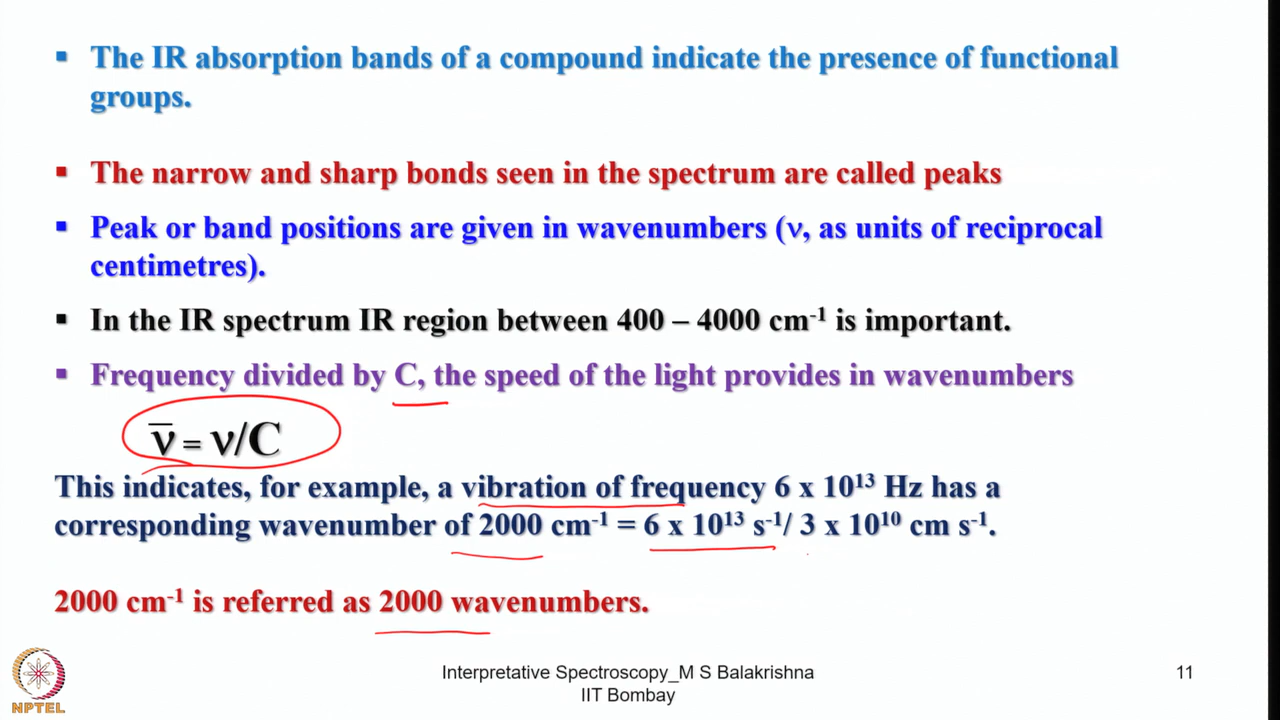 ▪ The IR absorption bands of a compound indicate the presence of functional
groups.
▪ The narrow and sharp bonds seen in the spectrum are called peaks
▪ Peak or band positions are given in wavenumbers (ν, as units of reciprocal
centimetres).
▪ In the IR spectrum IR region between 400 – 4000 cm⁻¹ is important.
▪ Frequency divided by C, the speed of the light provides in wavenumbers
ν̅ = ν/C
This indicates, for example, a vibration of frequency 6 x 10¹³ Hz has a
corresponding wavenumber of 2000 cm⁻¹ = 6 x 10¹³ s⁻¹/ 3 x 10¹⁰ cm s⁻¹.
2000 cm⁻¹ is referred as 2000 wavenumbers.
Interpretative Spectroscopy_M S Balakrishna
IIT Bombay
11
NPTEL